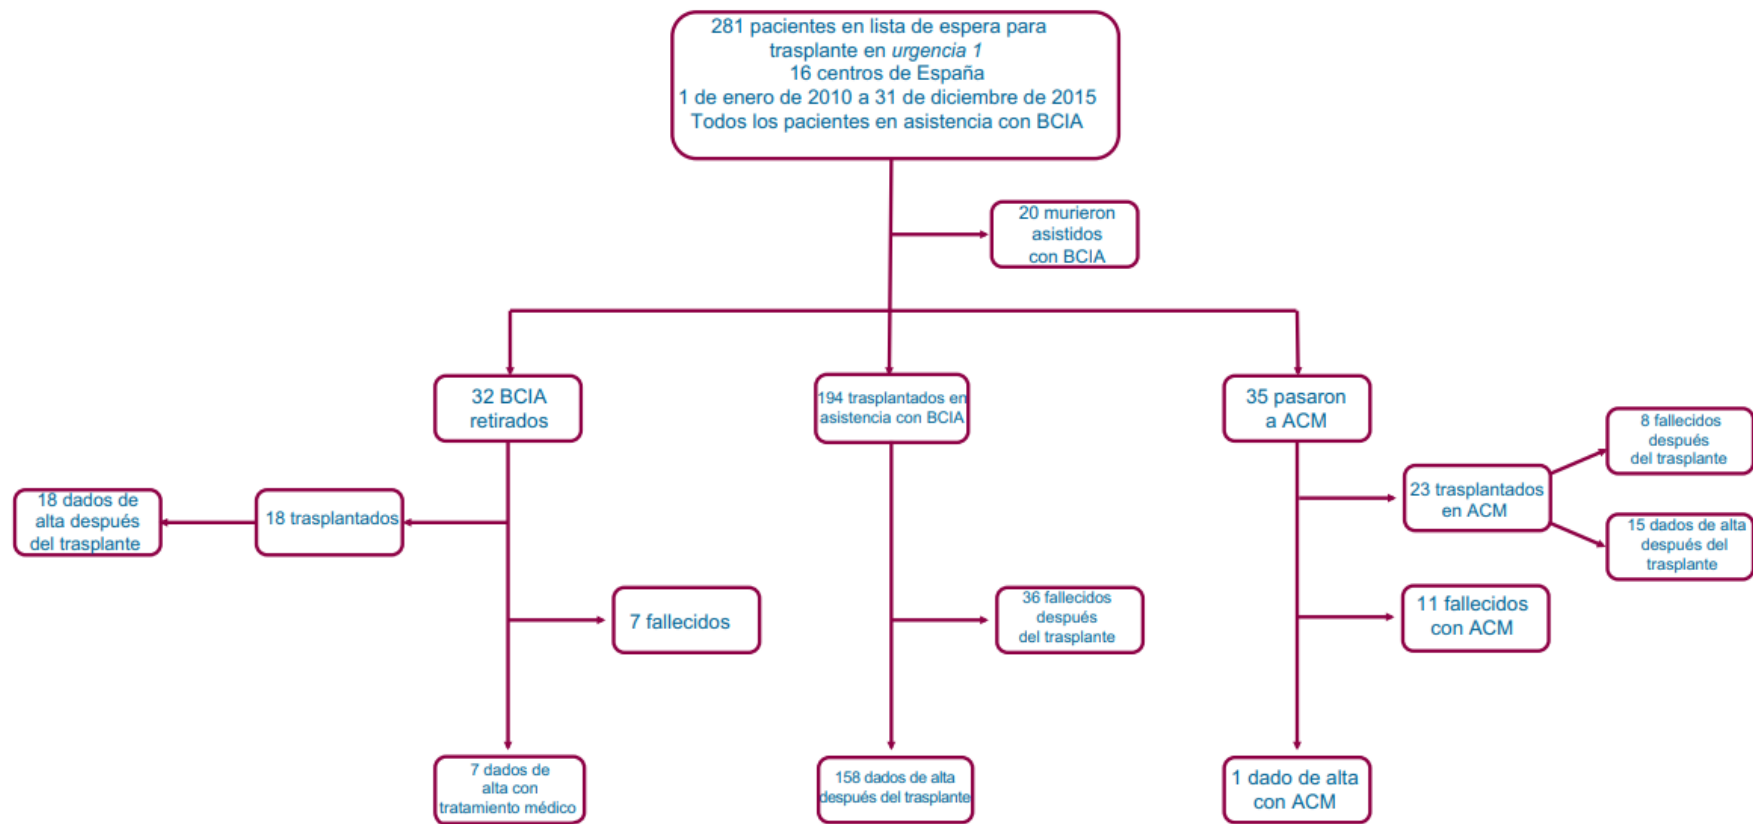 281 pacientes en lista de espera para
trasplante en urgencia 1
16 centros de España
1 de enero de 2010 a 31 de diciembre de 2015
Todos los pacientes en asistencia con BCIA
20 murieron
asistidos
con BCIA
32 BCIA
retirados
194 trasplantados en
asistencia con BCIA
35 pasaron
a ACM
8 fallecidos
después
del trasplante
18 dados de
alta después
del trasplante
18 trasplantados
23 trasplantados
en ACM
15 dados de alta
después del
trasplante
7 fallecidos
36 fallecidos
después
del trasplante
11 fallecidos
con ACM
7 dados de
alta con
tratamiento médico
158 dados de alta
después del trasplante
1 dado de alta
con ACM